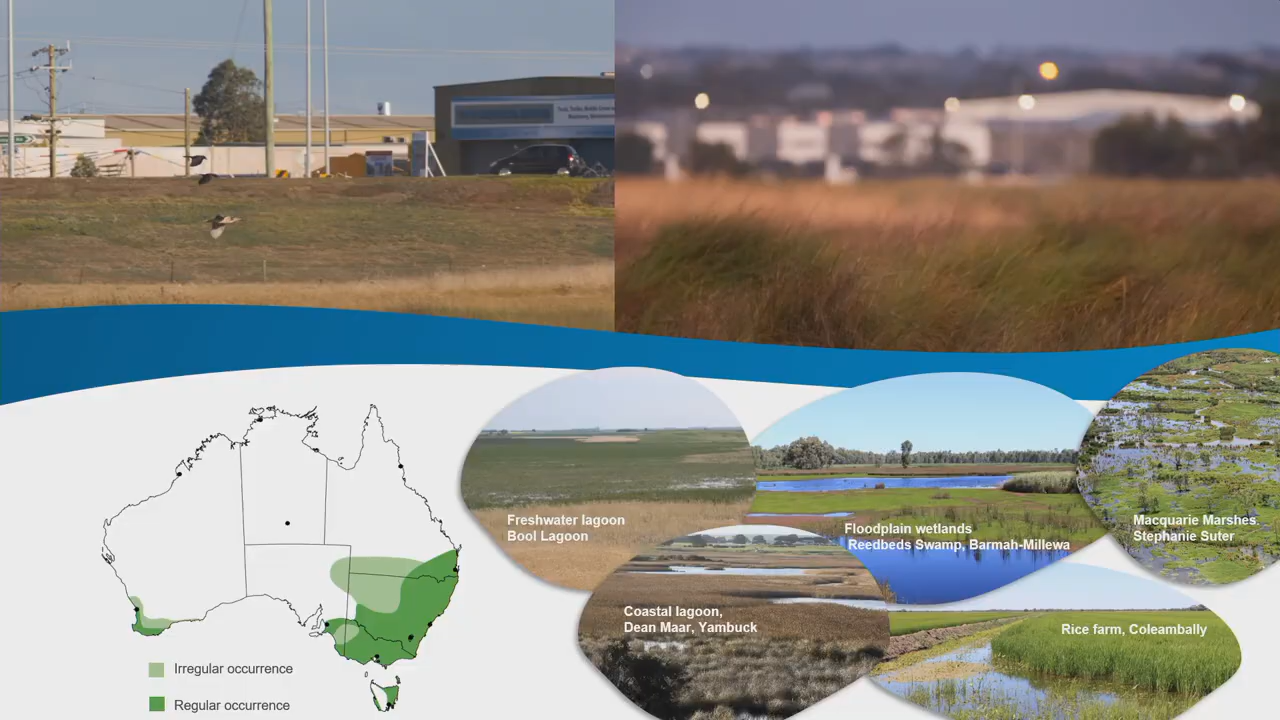 Freshwater lagoon
Bool Lagoon
Floodplain wetlands
Reedbeds Swamp, Barmah-Millewa
Macquarie Marshes
Stephanie Suter
Coastal lagoon,
Dean Maar, Yambuck
Rice farm, Coleambally
Irregular occurrence
Regular occurrence